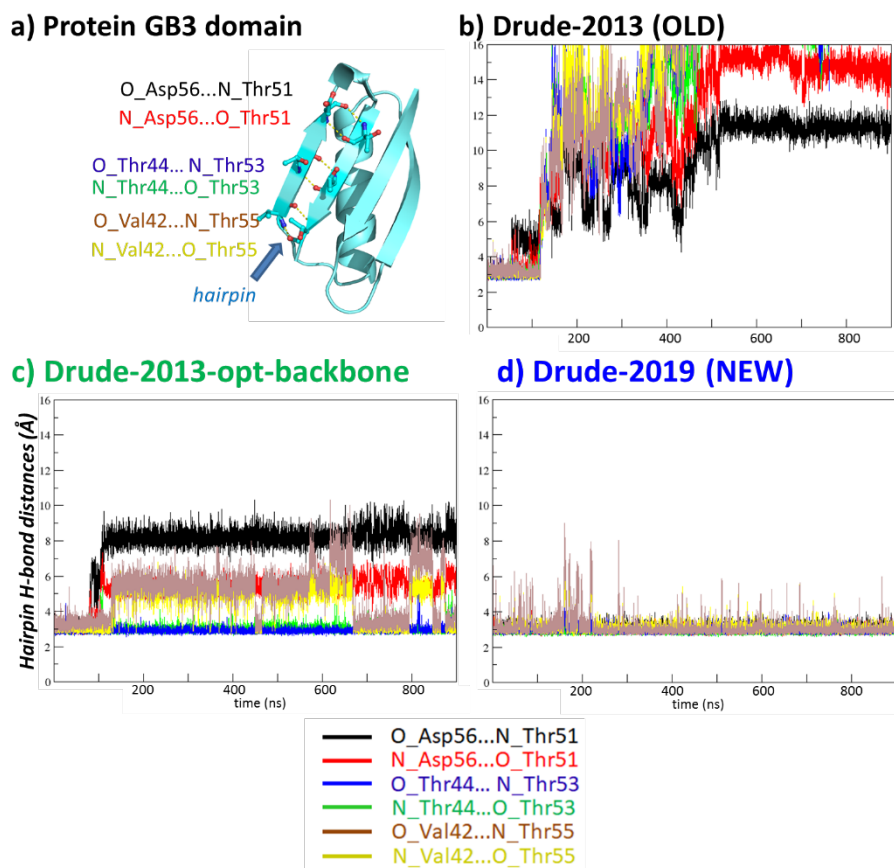 a) Protein GB3 domain
O_Asp56...N_Thr51
N_Asp56...O_Thr51
O_Thr44... N_Thr53
N_Thr44...O_Thr53
O_Val42...N_Thr55
N_Val42...O_Thr55
hairpin
b) Drude-2013 (OLD)
16
14
12
10
8
6
4
2
0
200
400
600
800
c) Drude-2013-opt-backbone
Hairpin H-bond distances (Å)
16
14
12
10
8
6
4
2
0
200
400
600
800
time (ns)
d) Drude-2019 (NEW)
16
14
12
10
8
6
4
2
0
200
400
600
800
time (ns)
O_Asp56...N_Thr51
N_Asp56...O_Thr51
O_Thr44... N_Thr53
N_Thr44...O_Thr53
O_Val42...N_Thr55
N_Val42...O_Thr55